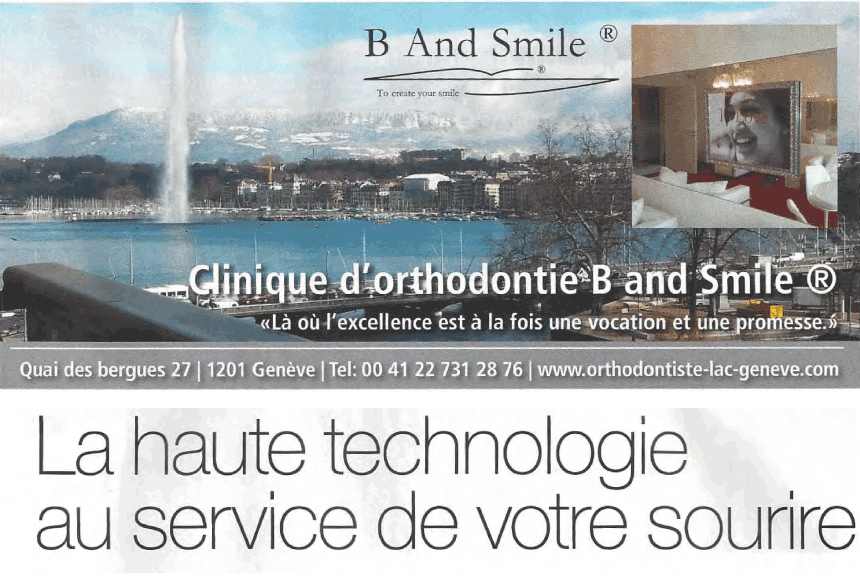 B And Smile ®
®
To create your smile
Clinique d'orthodontie B and Smile ®
«Là où l'excellence est à la fois une vocation et une promesse.»
Quai des bergues 27 | 1201 Genève | Tel: 00 41 22 731 28 76 | www.orthodontiste-lac-geneve.com
La haute technologie
au service de votre sourire